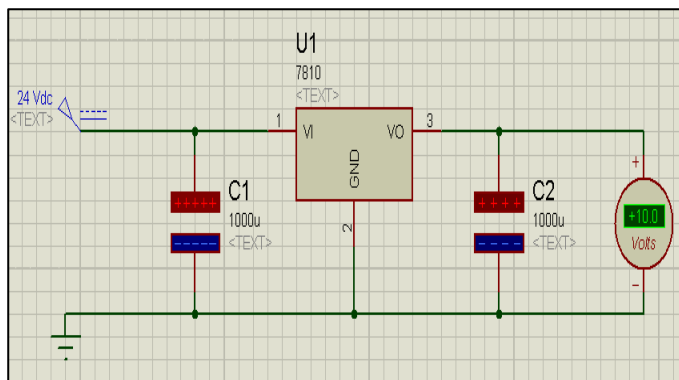 U1
7810
<TEXT>
24 Vdc
<TEXT>
1
VI
VO
3
GND
2
C1
1000u
<TEXT>
C2
1000u
<TEXT>
+10.0
Volts